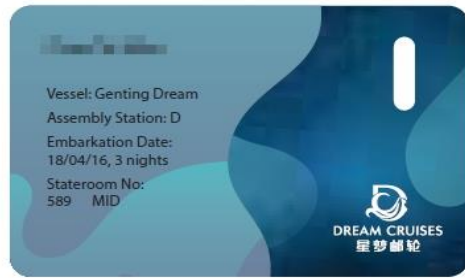 Vessel: Genting Dream
Assembly Station: D
Embarkation Date:
18/04/16, 3 nights
Stateroom No:
589 MID
DREAM CRUISES
星梦邮轮